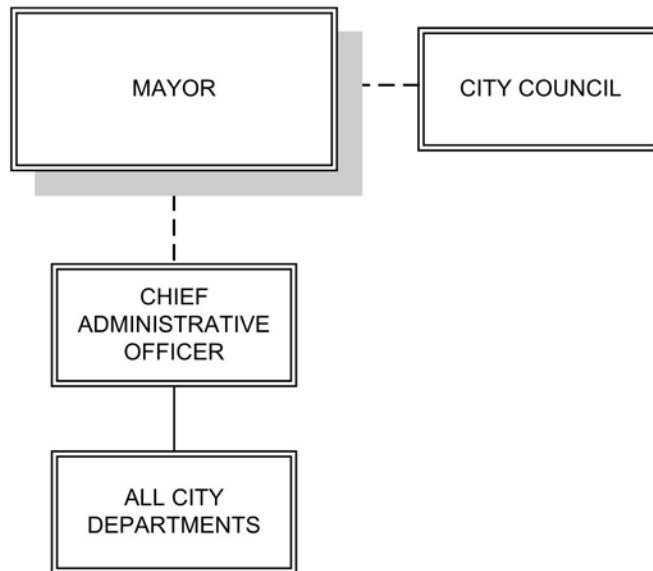 MAYOR
CITY COUNCIL
CHIEF
ADMINISTRATIVE
OFFICER
ALL CITY
DEPARTMENTS